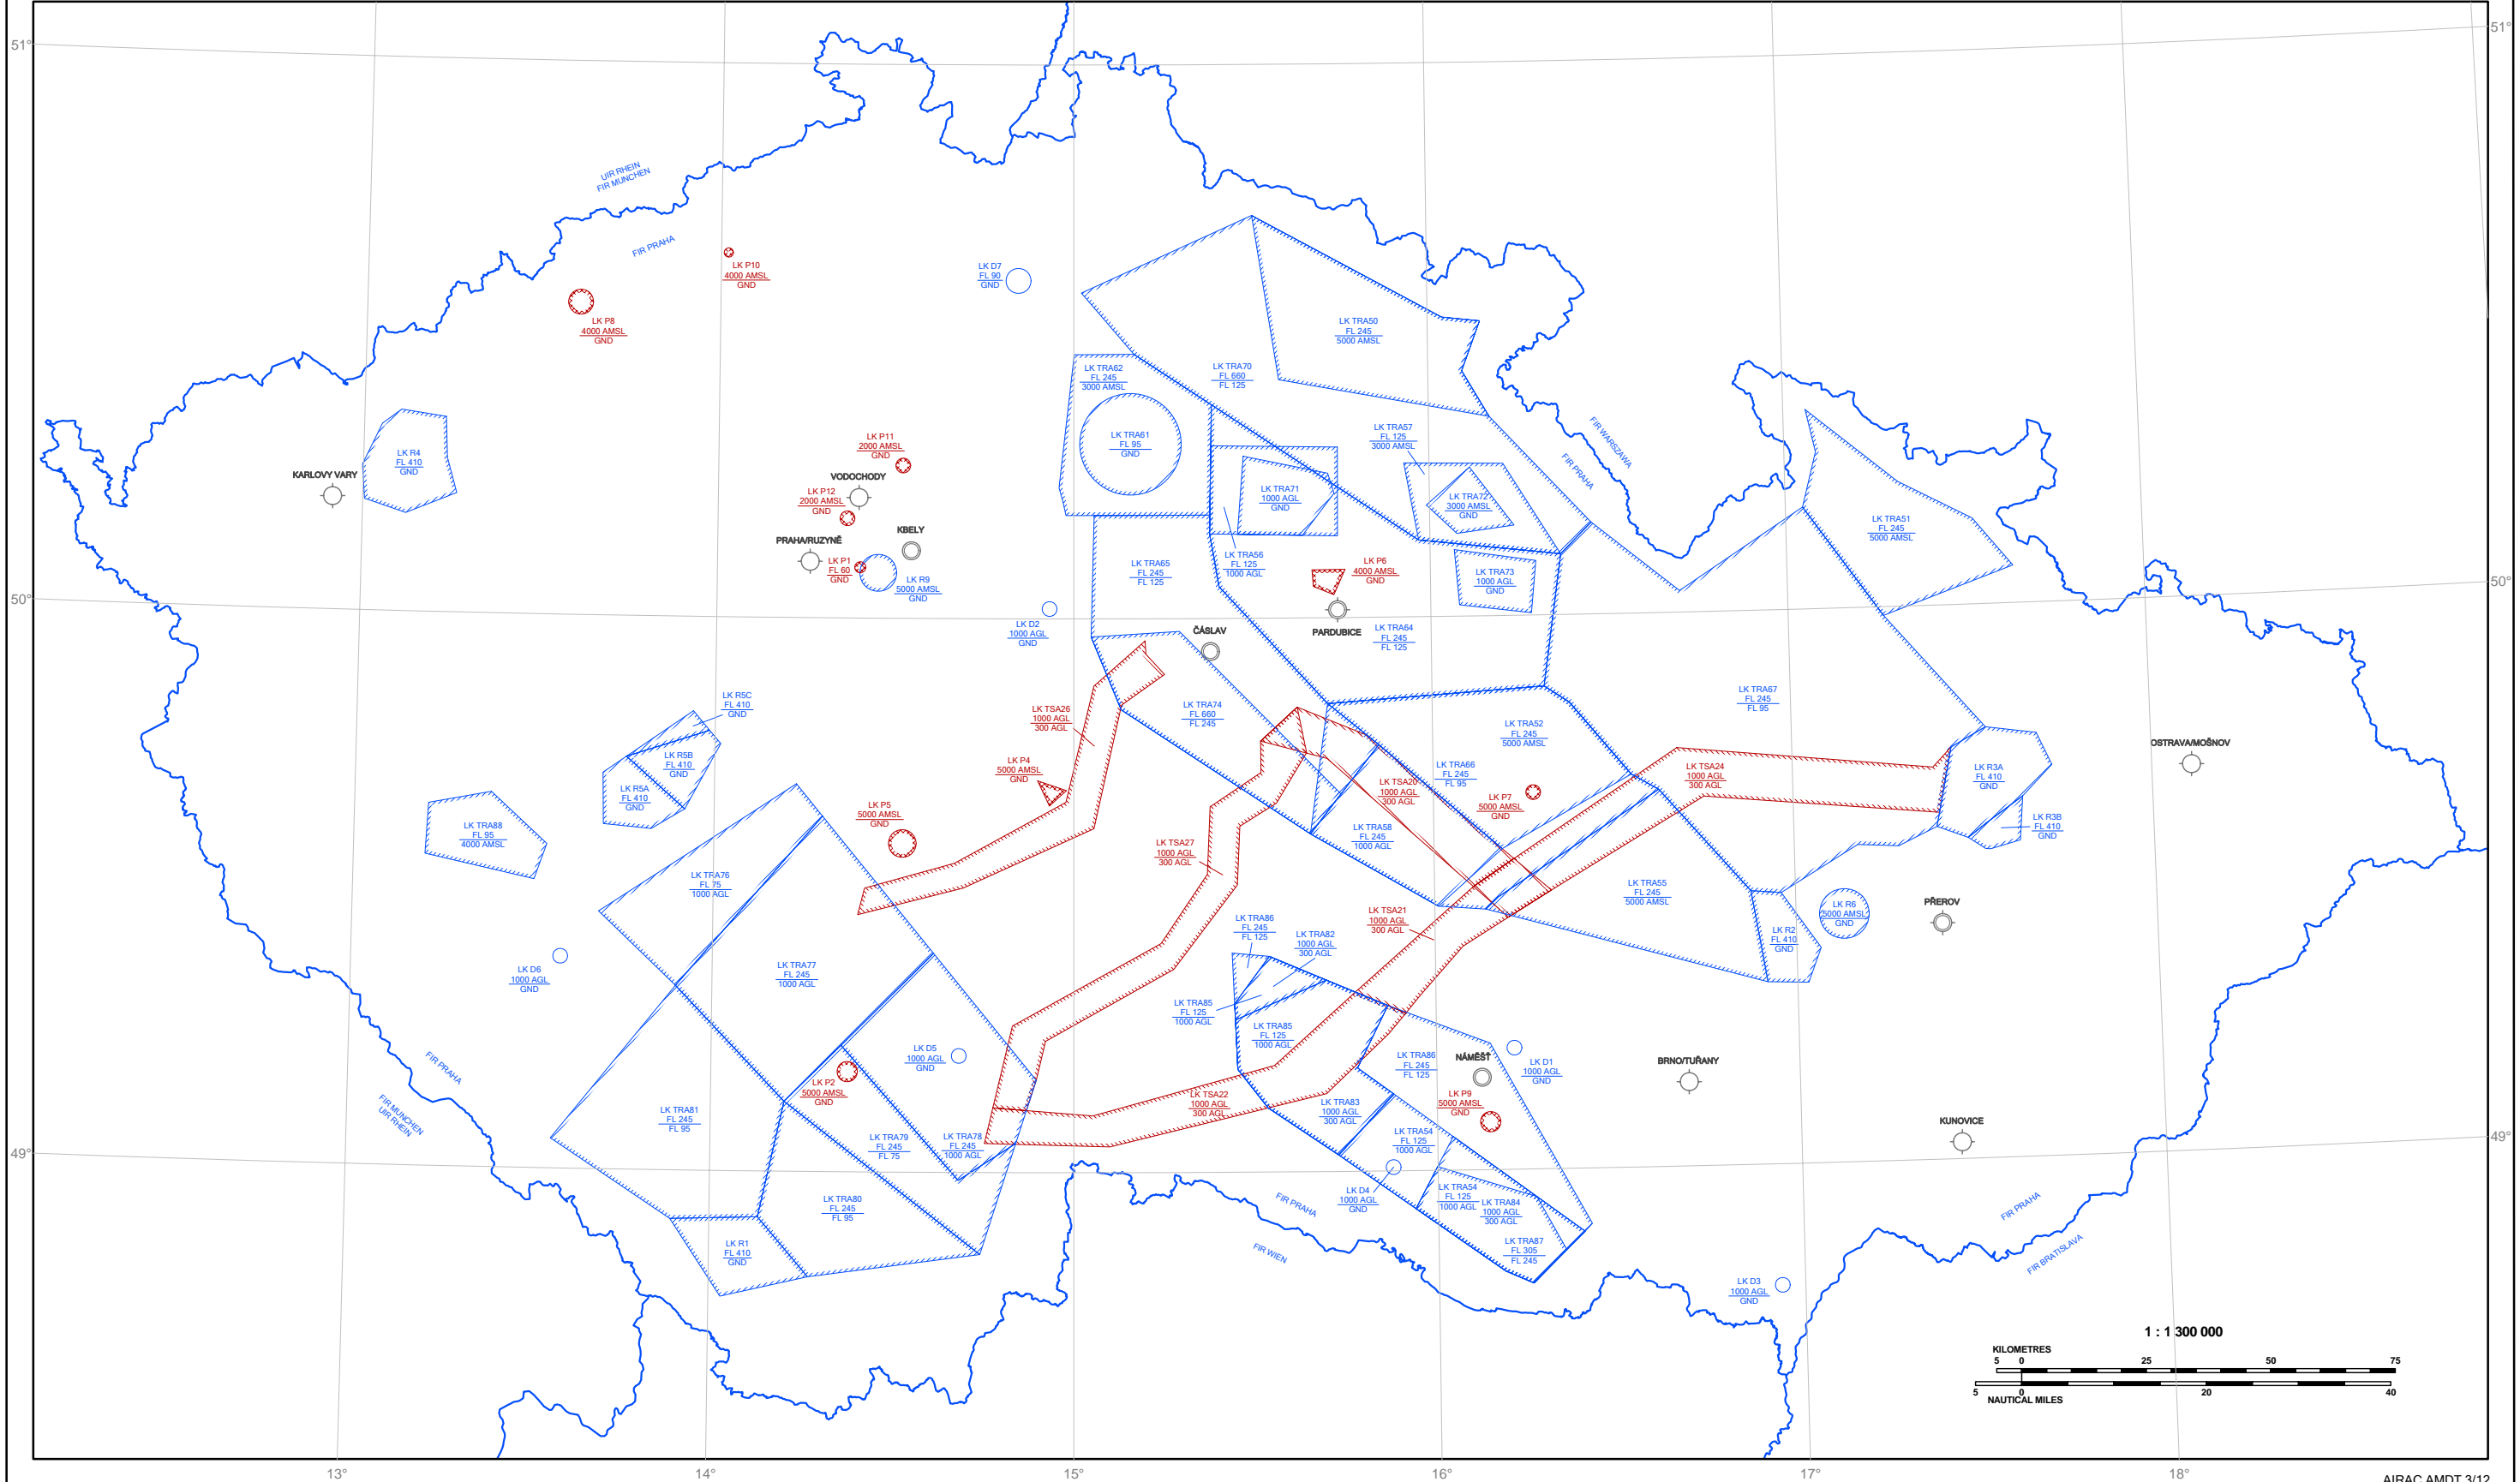 51°
51°
UIR RHEIN
FIR MUNCHEN
FIR PRAHA
LK P10
4000 AMSL
GND
LK D7
FL 90
GND
LK P8
4000 AMSL
GND
LK TRA50
FL 245
5000 AMSL
LK TRA62
FL 245
3000 AMSL
LK TRA70
FL 660
FL 125
LK TRA57
FL 125
3000 AMSL
FIR WARSZAWA
FIR PRAHA
LK TRA61
FL 95
GND
LK P11
2000 AMSL
GND
LK R4
FL 410
GND
KARLOVY VARY
VODOCHODY
LK P12
2000 AMSL
GND
LK TRA71
1000 AGL
GND
LK TRA72
3000 AMSL
GND
LK TRA51
FL 245
5000 AMSL
KBELY
PRAHA/RUZYNĚ
LK P1
FL 60
GND
LK R9
5000 AMSL
GND
LK TRA65
FL 245
FL 125
LK TRA56
FL 125
1000 AGL
LK P6
4000 AMSL
GND
LK TRA73
1000 AGL
GND
50°
50°
LK D2
1000 AGL
GND
ČÁSLAV
PARDUBICE
LK TRA64
FL 245
FL 125
LK R5C
FL 410
GND
LK TSA26
1000 AGL
300 AGL
LK TRA74
FL 660
FL 245
LK TRA52
FL 245
5000 AMSL
LK TRA67
FL 245
FL 95
OSTRAVA/MOŠNOV
LK R5B
FL 410
GND
LK P4
5000 AMSL
GND
LK TRA66
FL 245
FL 95
LK TSA24
1000 AGL
300 AGL
LK R3A
FL 410
GND
LK R5A
FL 410
GND
LK TSA20
1000 AGL
300 AGL
LK P7
5000 AMSL
GND
LK P5
5000 AMSL
GND
LK TRA88
FL 95
4000 AMSL
LK TRA58
FL 245
1000 AGL
LK R3B
FL 410
GND
LK TSA27
1000 AGL
300 AGL
LK TRA76
FL 75
1000 AGL
LK TRA55
FL 245
5000 AMSL
LK R6
5000 AMSL
GND
PŘEROV
LK TSA21
1000 AGL
300 AGL
LK TRA86
FL 245
FL 125
LK TRA82
1000 AGL
300 AGL
LK R2
FL 410
GND
LK D6
1000 AGL
GND
LK TRA77
FL 245
1000 AGL
LK TRA85
FL 125
1000 AGL
LK TRA85
FL 125
1000 AGL
LK D5
1000 AGL
GND
LK TRA86
FL 245
FL 125
NÁMĚŠŤ
LK D1
1000 AGL
GND
BRNO/TUŘANY
FIR PRAHA
FIR MUNCHEN
UIR RHEIN
LK P2
5000 AMSL
GND
LK TSA22
1000 AGL
300 AGL
LK P9
5000 AMSL
GND
LK TRA81
FL 245
FL 95
LK TRA83
1000 AGL
300 AGL
KUNOVICE
LK TRA79
FL 245
FL 75
LK TRA78
FL 245
1000 AGL
LK TRA54
FL 125
1000 AGL
49°
49°
LK TRA80
FL 245
FL 95
LK D4
1000 AGL
GND
LK TRA54
FL 125
1000 AGL
LK TRA84
1000 AGL
300 AGL
FIR PRAHA
FIR WIEN
FIR PRAHA
FIR BRATISLAVA
LK R1
FL 410
GND
LK TRA87
FL 305
FL 245
LK D3
1000 AGL
GND
1 : 1 300 000
KILOMETRES
5 0 25 50 75
5 0 20 40
NAUTICAL MILES
13° 14° 15° 16° 17° 18°
AIRAC AMDT 3/12